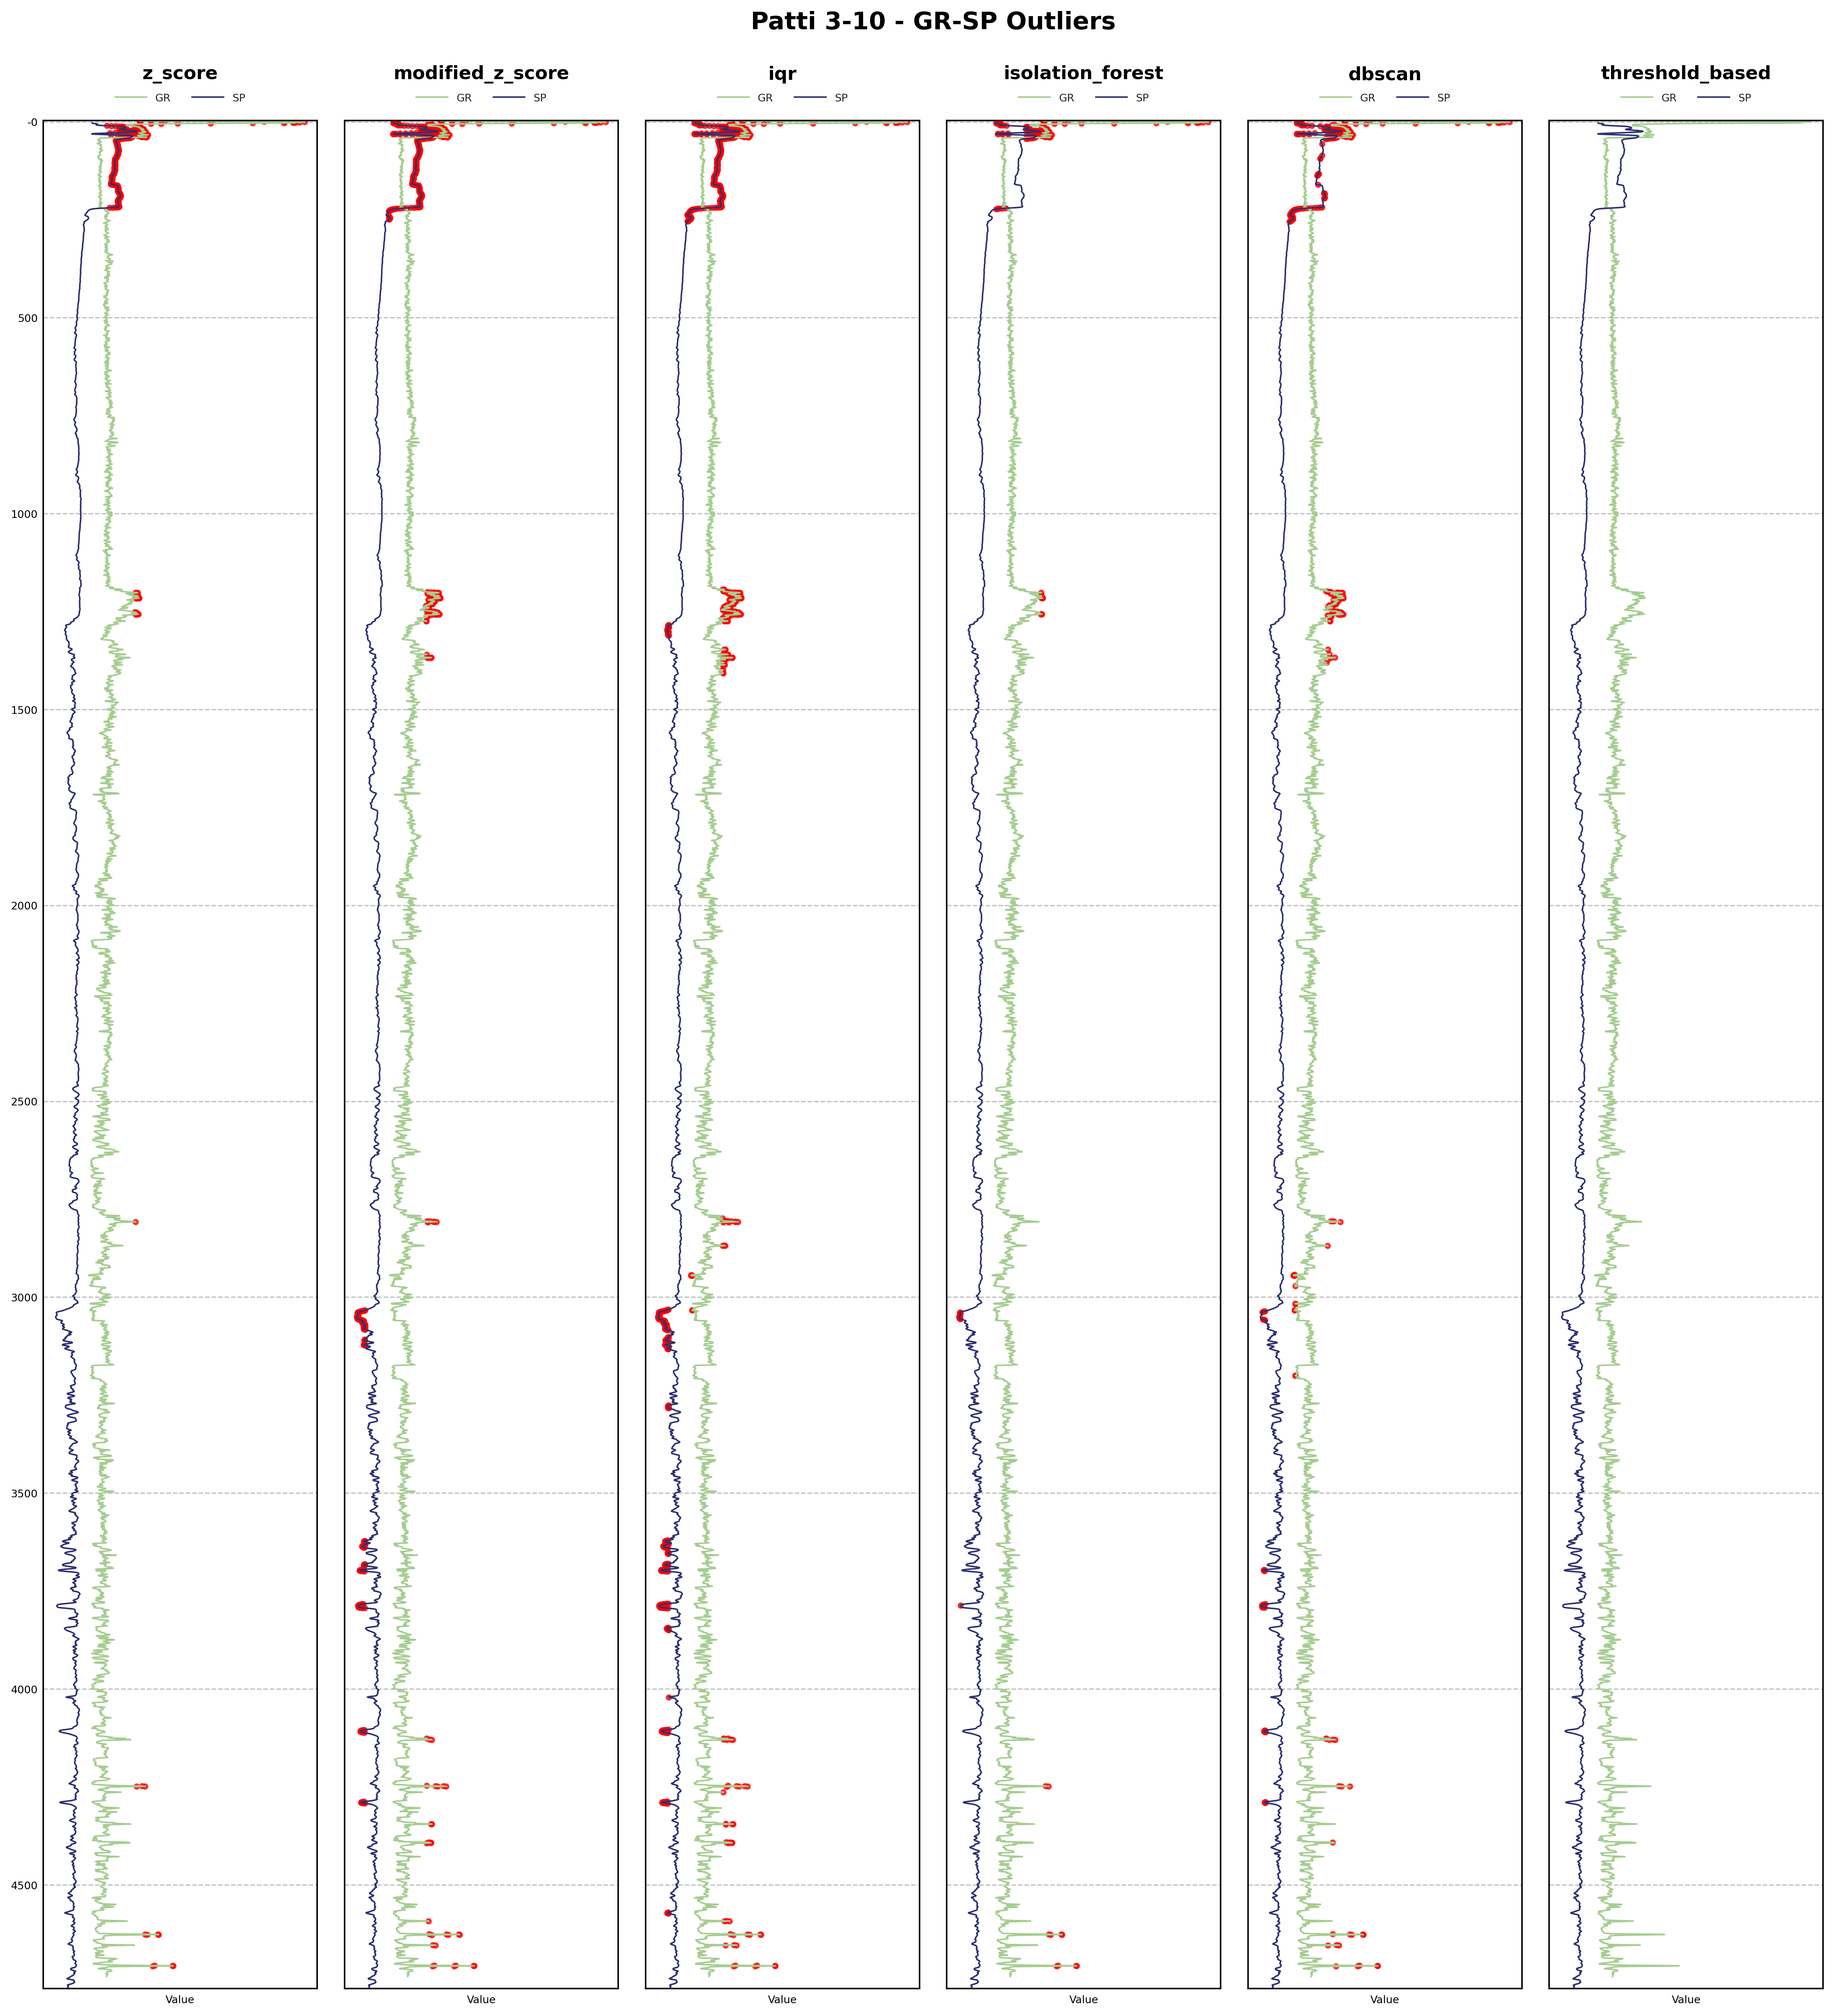 Patti 3-10 - GR-SP Outliers
z_score modified_z_score iqr isolation_forest dbscan threshold_based
GR SP GR SP GR SP GR SP GR SP GR SP
-0
500
1000
1500
2000
2500
3000
3500
4000
4500
Value Value Value Value Value Value